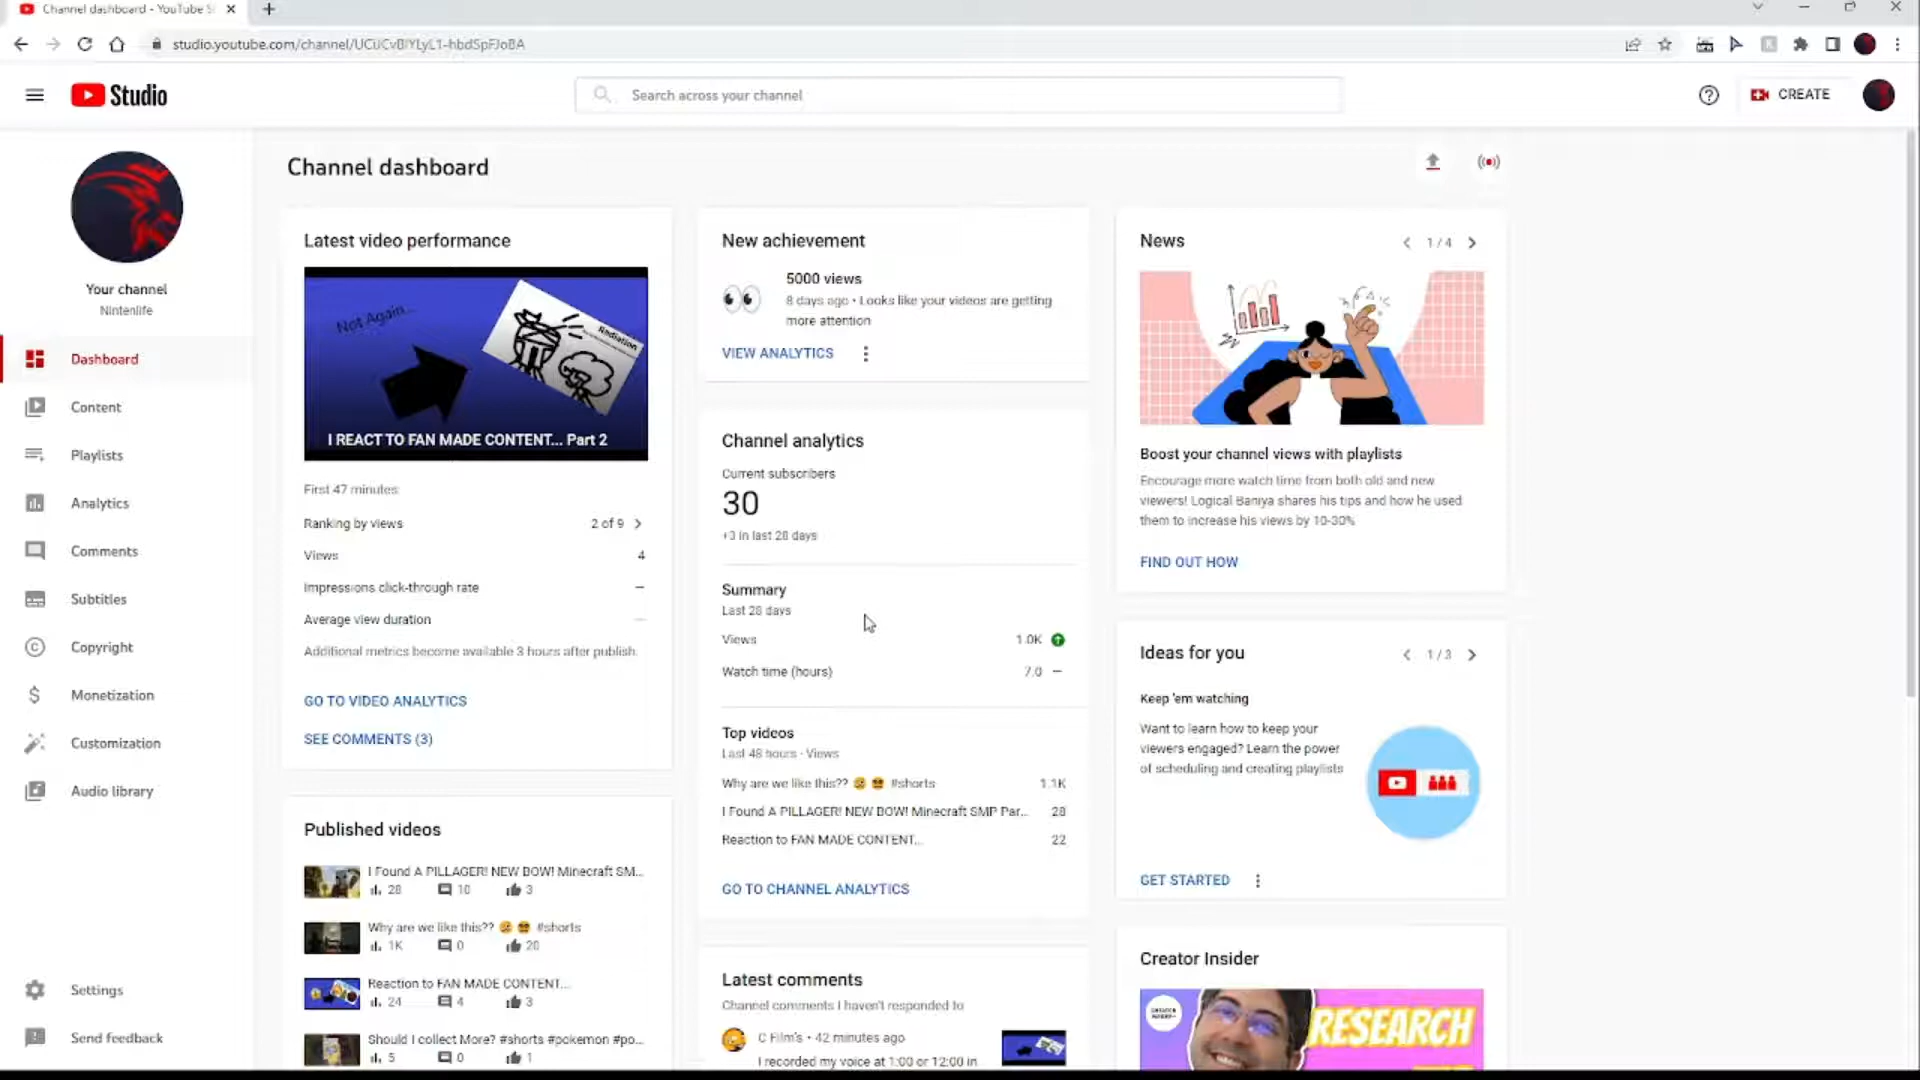 Channel dashboard - YouTube S
studio.youtube.com/channel/
Studio
Search across your channel
CREATE
Your channel
Nintenlife
Dashboard
Content
Playlists
Analytics
Comments
Subtitles
Copyright
Monetization
Customization
Audio library
Settings
Send feedback
Channel dashboard
Latest video performance
Not Again...
Radiation
I REACT TO FAN MADE CONTENT... Part 2
First 47 minutes:
Ranking by views 2 of 9
Views 4
Impressions click-through rate —
Average view duration —
Additional metrics become available 3 hours after publish.
GO TO VIDEO ANALYTICS
SEE COMMENTS (3)
Published videos
I Found A PILLAGER! NEW BOW! Minecraft SM...
28 10 3
Why are we like this?? 🤕 😎 #shorts
1K 0 20
Reaction to FAN MADE CONTENT...
24 4 3
Should I collect More? #shorts #pokemon #po...
5 0 1
New achievement
5000 views
8 days ago • Looks like your videos are getting
more attention
VIEW ANALYTICS
Channel analytics
Current subscribers
30
+3 in last 28 days
Summary
Last 28 days
Views 1.0K
Watch time (hours) 7.0 —
Top videos
Last 48 hours · Views
Why are we like this?? 🤕 😎 #shorts 1.1K
I Found A PILLAGER! NEW BOW! Minecraft SMP Par... 28
Reaction to FAN MADE CONTENT... 22
GO TO CHANNEL ANALYTICS
Latest comments
Channel comments I haven't responded to
C Film's • 42 minutes ago
I recorded my voice at 1:00 or 12:00 in
News
1 / 4
Boost your channel views with playlists
Encourage more watch time from both old and new
viewers! Logical Baniya shares his tips and how he used
them to increase his views by 10-30%
FIND OUT HOW
Ideas for you
1 / 3
Keep 'em watching
Want to learn how to keep your
viewers engaged? Learn the power
of scheduling and creating playlists
GET STARTED
Creator Insider
RESEARCH